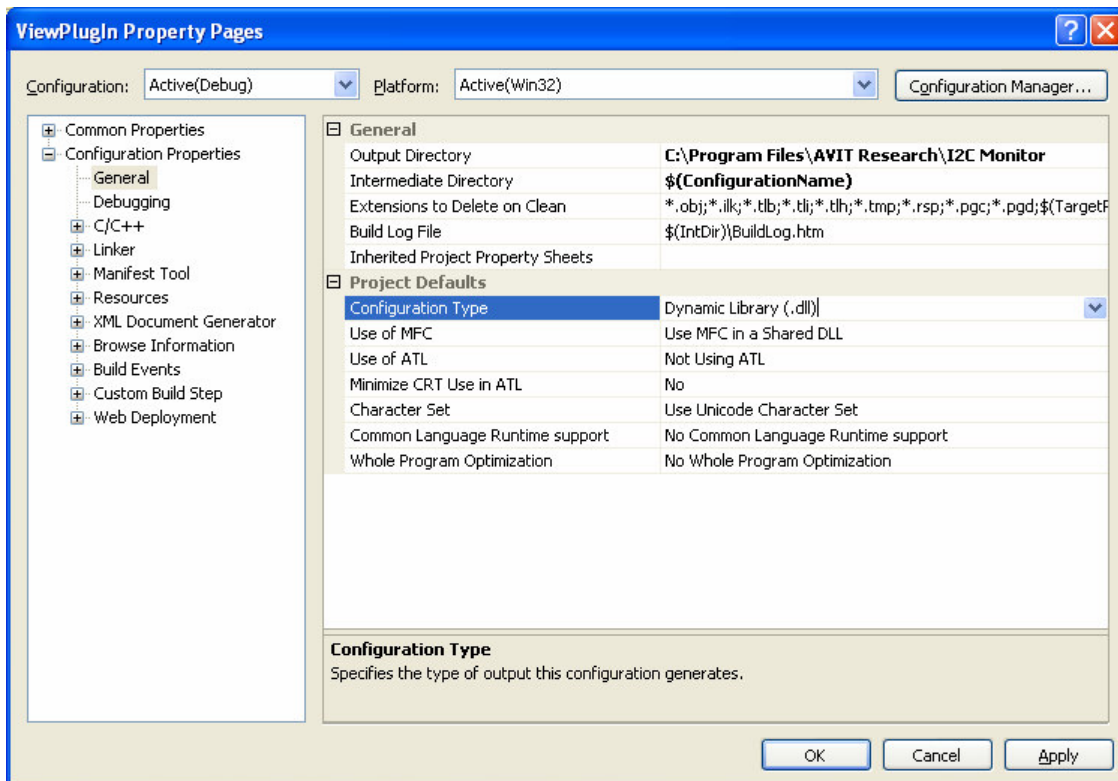 ViewPlugIn Property Pages
Configuration: Active(Debug) Platform: Active(Win32) Configuration Manager...
Common Properties
Configuration Properties
General
Debugging
C/C++
Linker
Manifest Tool
Resources
XML Document Generator
Browse Information
Build Events
Custom Build Step
Web Deployment
General
Output Directory C:\Program Files\AVIT Research\I2C Monitor
Intermediate Directory $(ConfigurationName)
Extensions to Delete on Clean *.obj;*.ilk;*.tlb;*.tli;*.tlh;*.tmp;*.rsp;*.pgc;*.pgd;$(TargetP
Build Log File $(IntDir)\BuildLog.htm
Inherited Project Property Sheets
Project Defaults
Configuration Type Dynamic Library (.dll)
Use of MFC Use MFC in a Shared DLL
Use of ATL Not Using ATL
Minimize CRT Use in ATL No
Character Set Use Unicode Character Set
Common Language Runtime support No Common Language Runtime support
Whole Program Optimization No Whole Program Optimization
Configuration Type
Specifies the type of output this configuration generates.
OK Cancel Apply